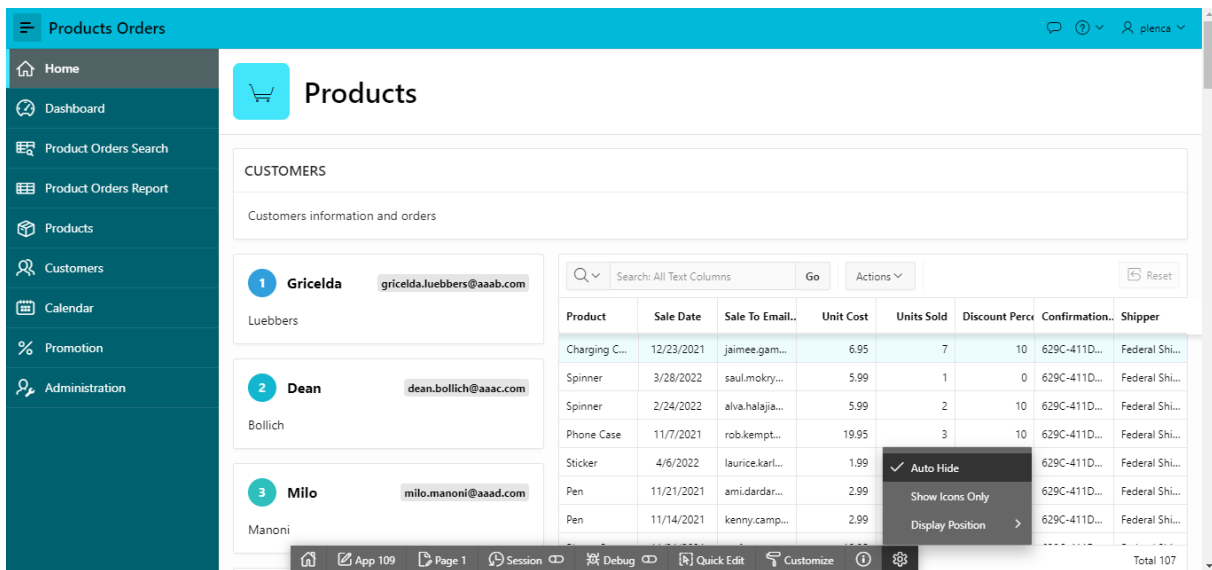 Products Orders
plenca
Home
Dashboard
Product Orders Search
Product Orders Report
Products
Customers
Calendar
Promotion
Administration
Products
CUSTOMERS
Customers information and orders
1 Gricelda gricelda.luebbers@aaab.com
Luebbers
2 Dean dean.bollich@aaac.com
Bollich
3 Milo milo.manoni@aaad.com
Manoni
Search: All Text Columns Go Actions Reset
Product Sale Date Sale To Email.. Unit Cost Units Sold Discount Perce Confirmation.. Shipper
Charging C... 12/23/2021 jaimee.gam... 6.95 7 10 629C-411D... Federal Shi...
Spinner 3/28/2022 saul.mokry... 5.99 1 0 629C-411D... Federal Shi...
Spinner 2/24/2022 alva.halajia... 5.99 2 10 629C-411D... Federal Shi...
Phone Case 11/7/2021 rob.kempt... 19.95 3 10 629C-411D... Federal Shi...
Sticker 4/6/2022 laurice.karl... 1.99 629C-411D... Federal Shi...
Pen 11/21/2021 ami.dardar... 2.99 629C-411D... Federal Shi...
Pen 11/14/2021 kenny.camp... 2.99 629C-411D... Federal Shi...
Total 107
Auto Hide
Show Icons Only
Display Position
App 109 Page 1 Session Debug Quick Edit Customize